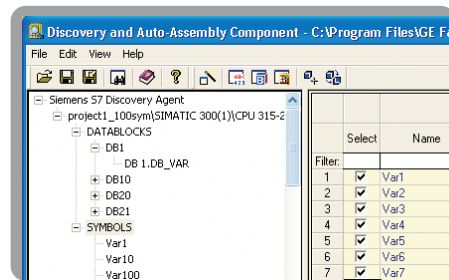 Discovery and Auto-Assembly Component - C:\Program Files\GE Fa
File Edit View Help
Siemens S7 Discovery Agent
project1_100sym\SIMATIC 300(1)\CPU 315-2
DATABLOCKS
DB1
DB 1.DB_VAR
DB10
DB20
DB21
SYMBOLS
Var1
Var10
Var100
Select Name
Filter:
1 Var1
2 Var2
3 Var3
4 Var4
5 Var5
6 Var6
7 Var7